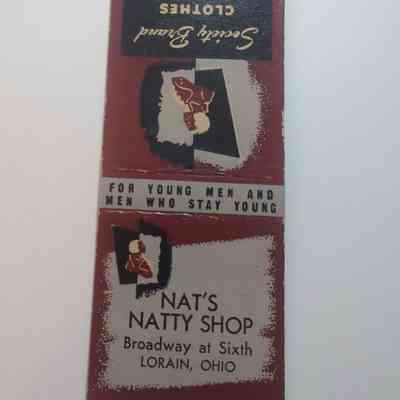 Society Brand
CLOTHES
FOR YOUNG MEN AND
MEN WHO STAY YOUNG
NAT'S
NATTY SHOP
Broadway at Sixth
LORAIN, OHIO